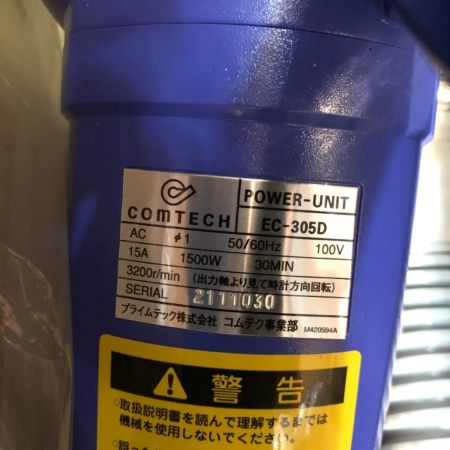 COMTECH
POWER-UNIT
EC-305D
AC φ1 50/60Hz 100V
15A 1500W 30MIN
3200r/min (出力軸より見て時計方向回転)
SERIAL 2111030
プライムテック株式会社 コムテク事業部 M420594A
警告
○取扱説明書を読んで理解するまでは
機械を使用しないでください。